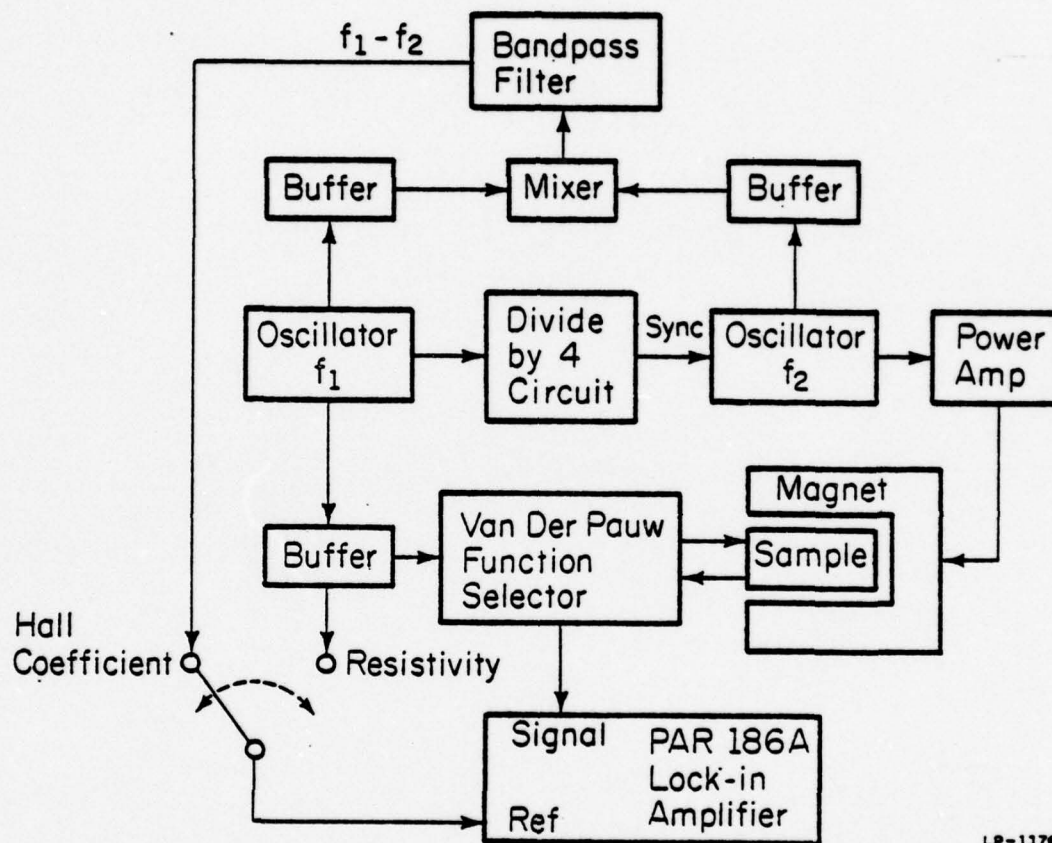 f1 - f2
Bandpass
Filter
Buffer
Mixer
Buffer
Oscillator
f1
Divide
by 4
Circuit
Sync
Oscillator
f2
Power
Amp
Magnet
Sample
Buffer
Van Der Pauw
Function
Selector
Hall
Coefficient
Resistivity
Signal
Ref
PAR 186A
Lock-in
Amplifier